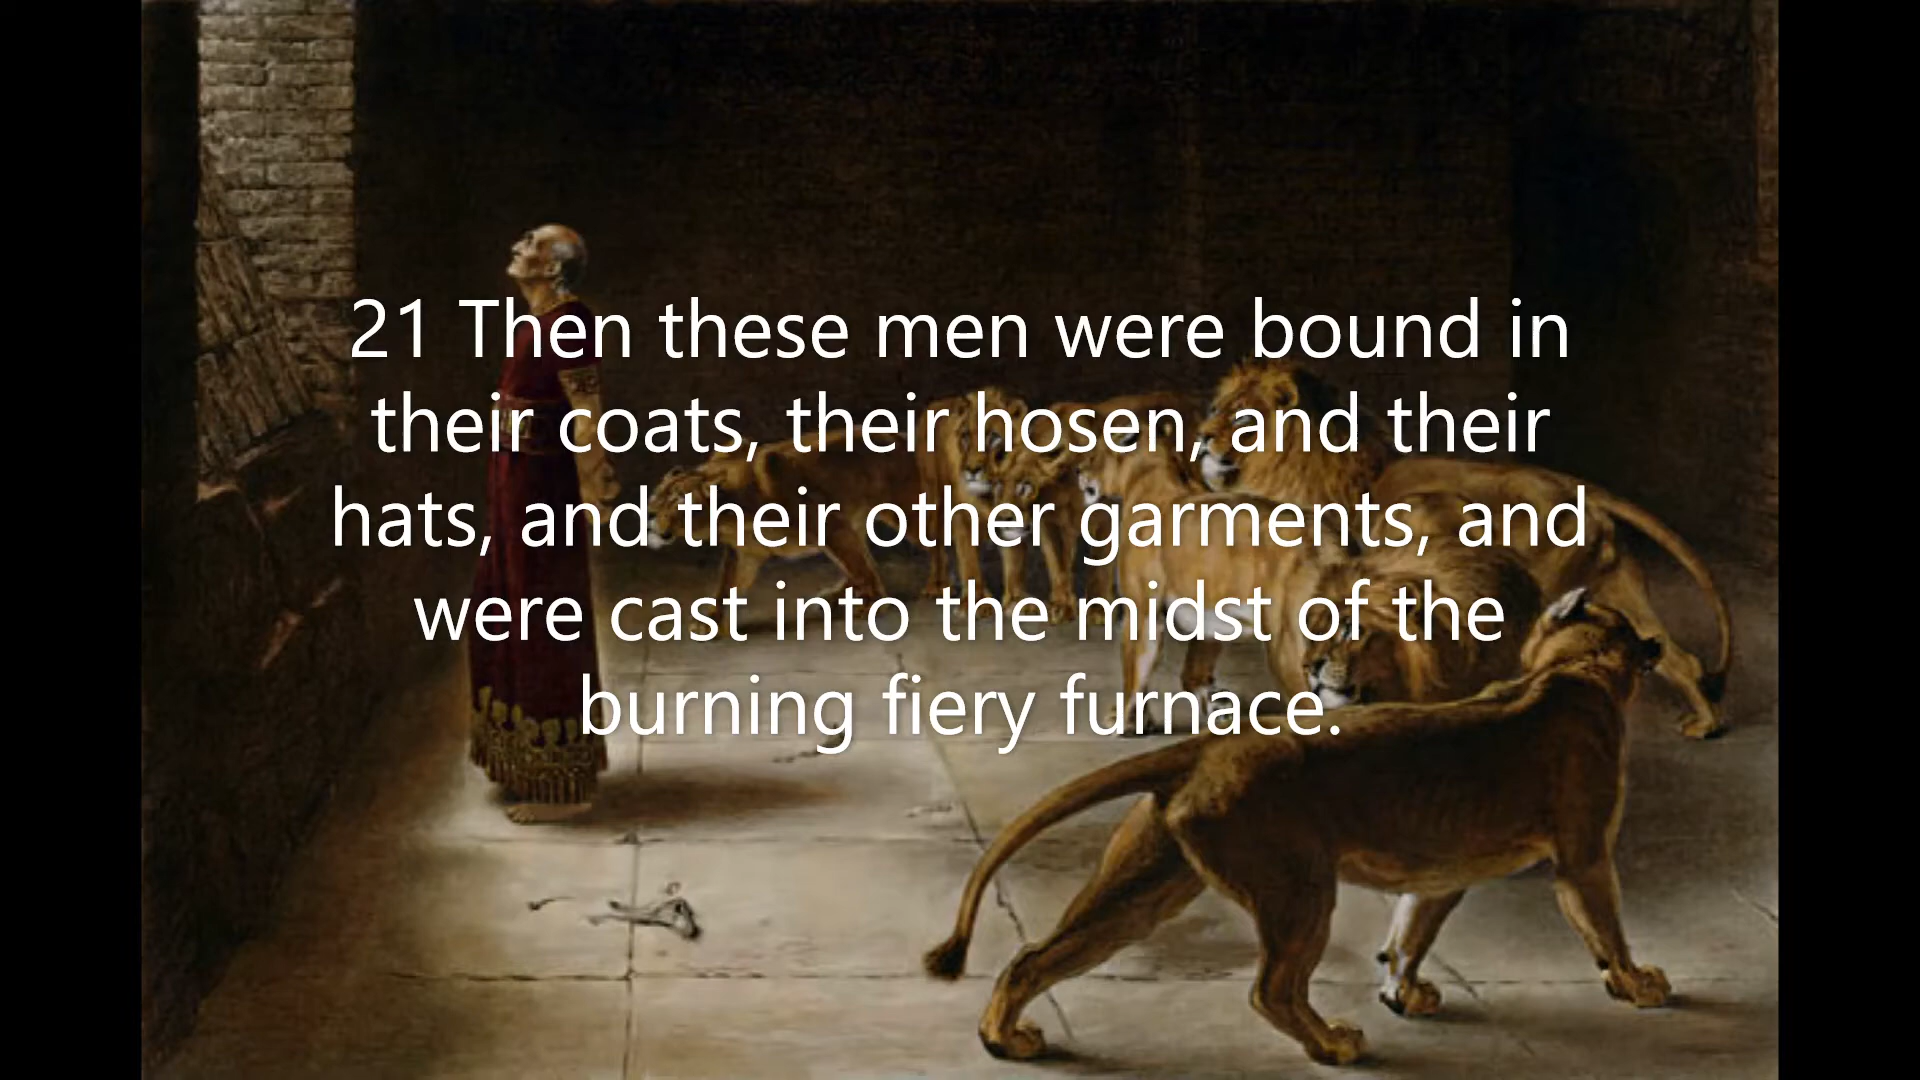 21 Then these men were bound in
their coats, their hosen, and their
hats, and their other garments, and
were cast into the midst of the
burning fiery furnace.